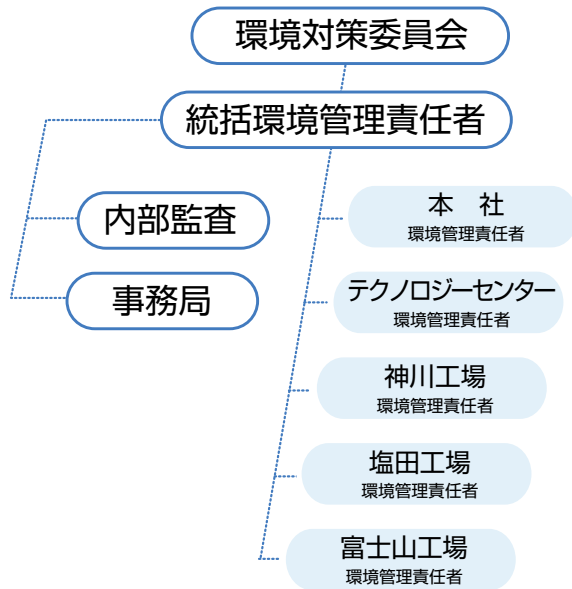 環境対策委員会
統括環境管理責任者
内部監査
事務局
本　社
環境管理責任者
テクノロジーセンター
環境管理責任者
神川工場
環境管理責任者
塩田工場
環境管理責任者
富士山工場
環境管理責任者